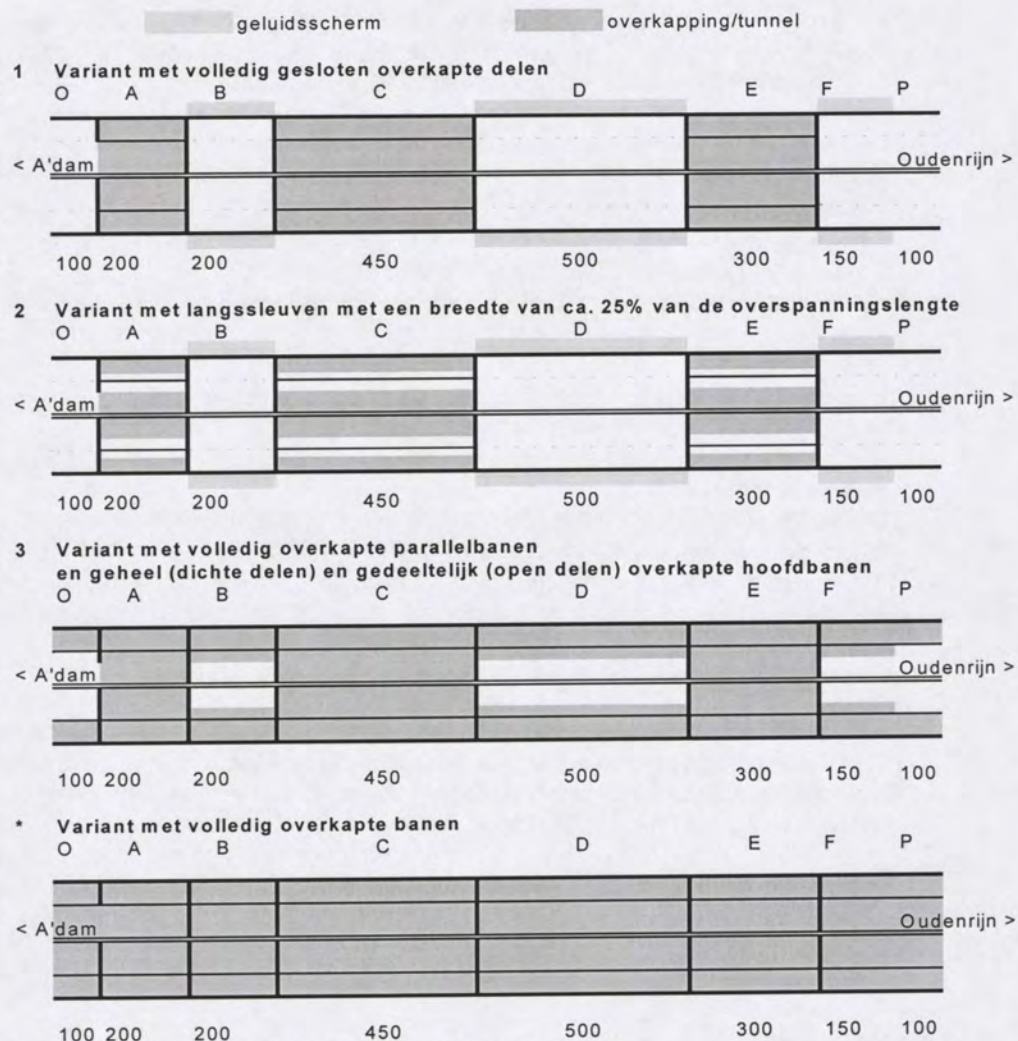 geluidsscherm overkapping/tunnel
1 Variant met volledig gesloten overkapte delen
O A B C D E F P
< A'dam Oudenrijn >
100 200 200 450 500 300 150 100
2 Variant met langssleuven met een breedte van ca. 25% van de overspanningslengte
O A B C D E F P
< A'dam Oudenrijn >
100 200 200 450 500 300 150 100
3 Variant met volledig overkapte parallelbanen
en geheel (dichte delen) en gedeeltelijk (open delen) overkapte hoofdbanen
O A B C D E F P
< A'dam Oudenrijn >
100 200 200 450 500 300 150 100
* Variant met volledig overkapte banen
O A B C D E F P
< A'dam Oudenrijn >
100 200 200 450 500 300 150 100